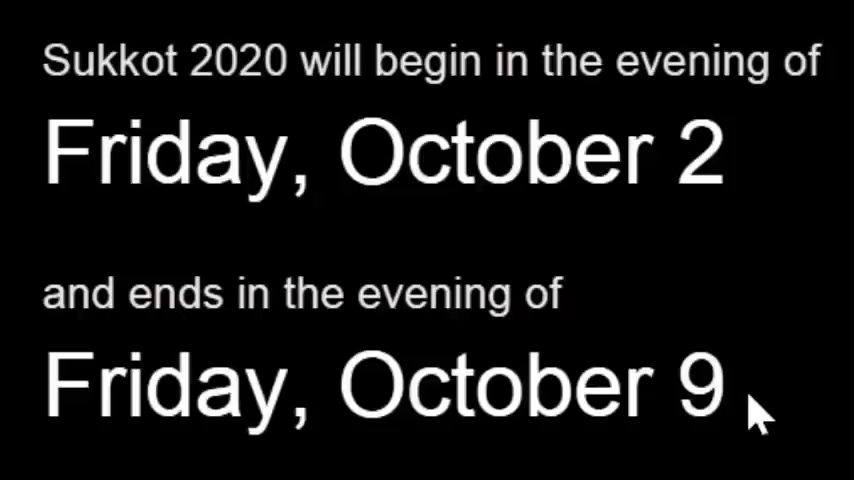 Sukkot 2020 will begin in the evening of
Friday, October 2
and ends in the evening of
Friday, October 9